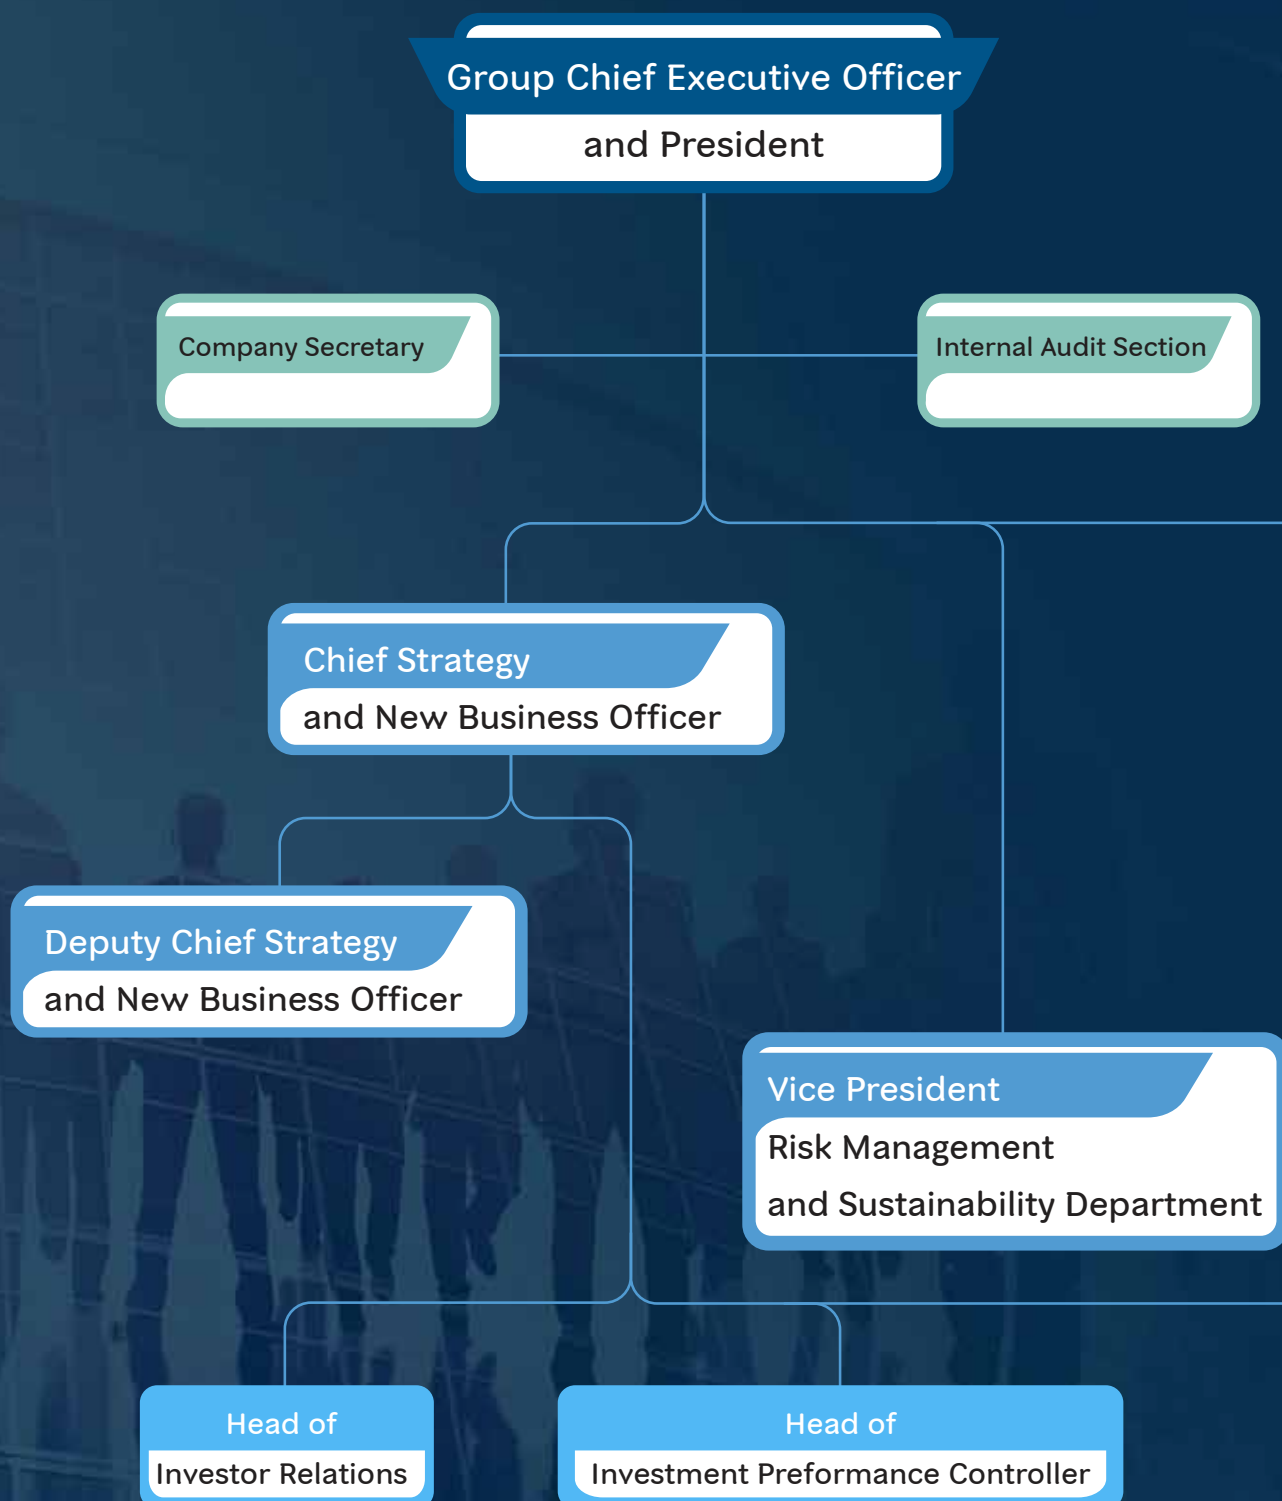 Group Chief Executive Officer
and President
Company Secretary
Internal Audit Section
Chief Strategy
and New Business Officer
Deputy Chief Strategy
and New Business Officer
Vice President
Risk Management
and Sustainability Department
Head of
Investor Relations
Head of
Investment Preformance Controller